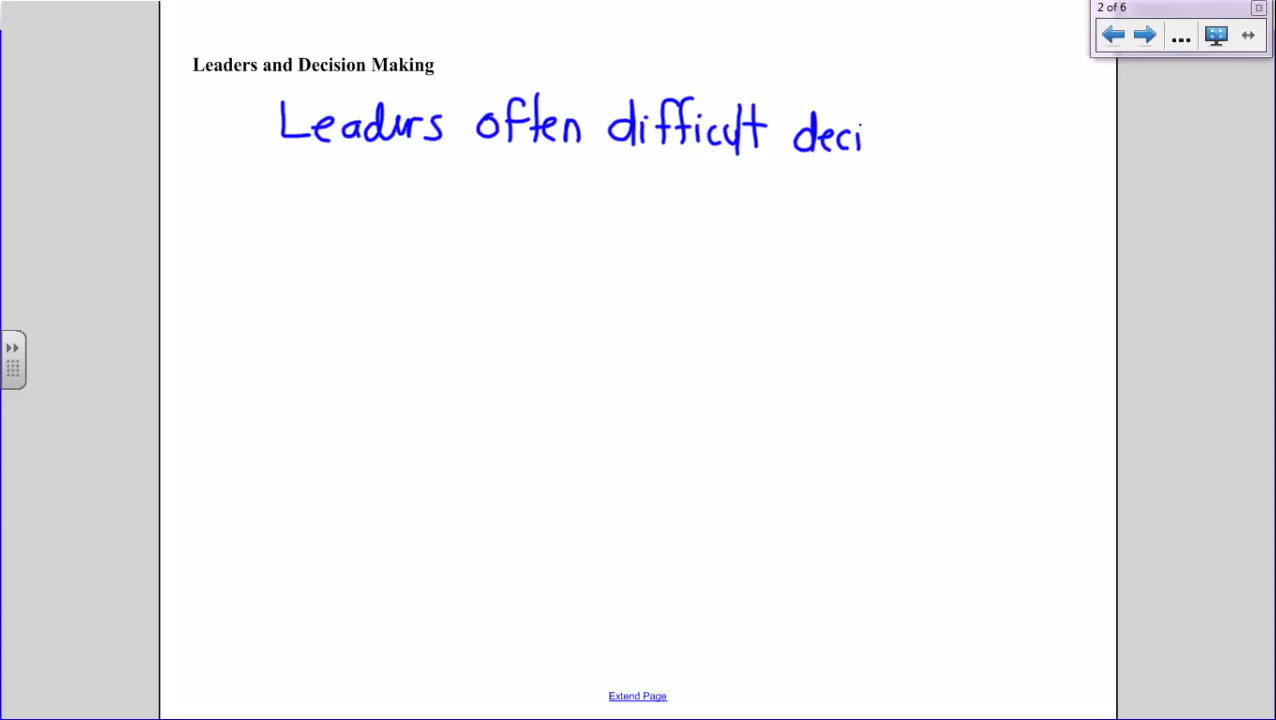 2 of 6
...
Leaders and Decision Making
Leaders often difficult deci
Extend Page